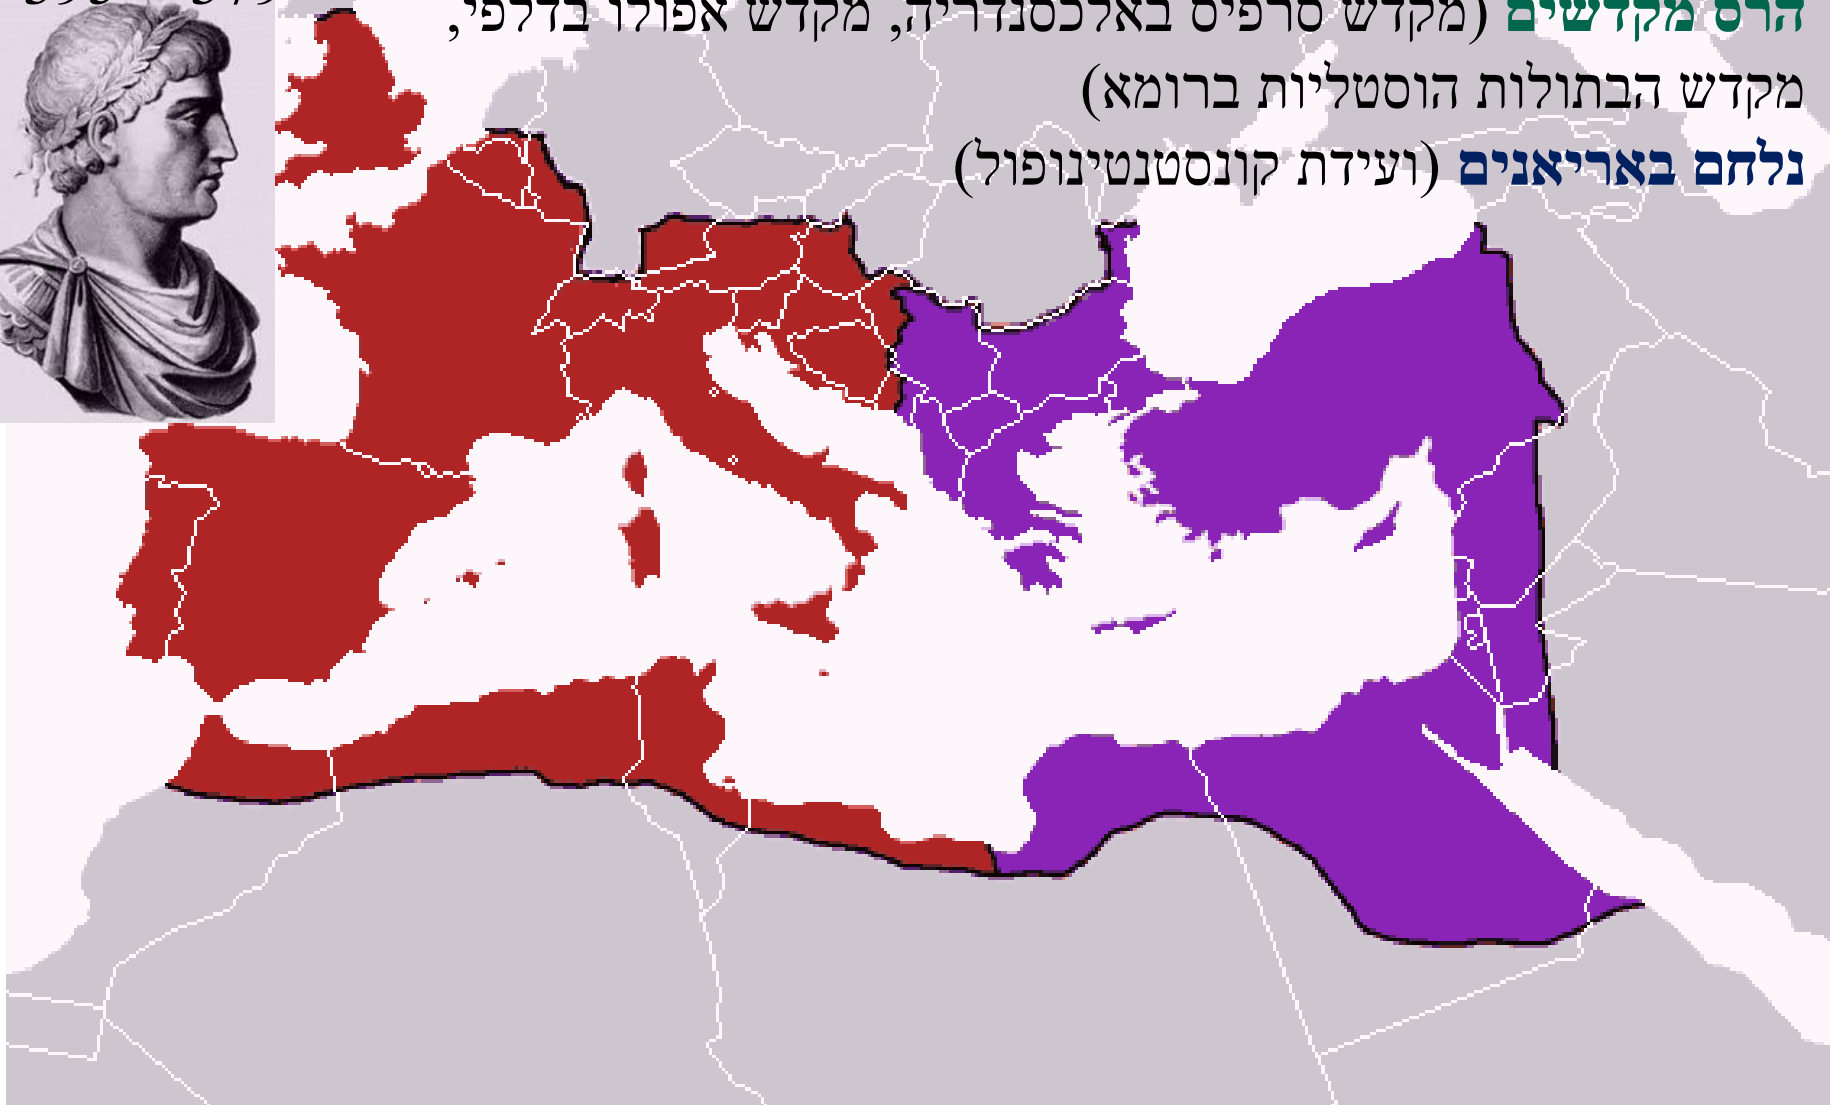 הרס מקדשים (מקדש סרפיס באלכסנדריה, מקדש אפולו בדלפי,
מקדש הבתולות הוסטליות ברומא)
נלחם באריאנים (ועידת קונסטנטינופול)